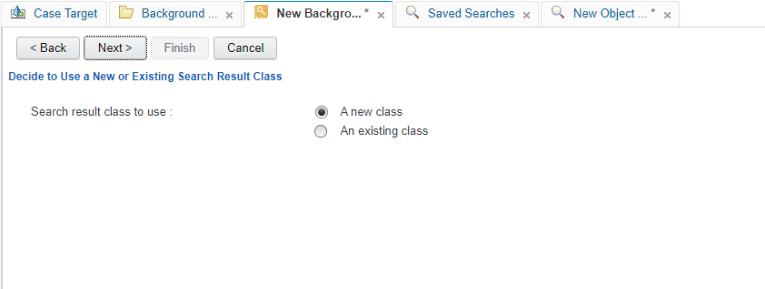 Case Target Background ... × New Backgro... * × Saved Searches × New Object ... * ×
< Back Next > Finish Cancel
Decide to Use a New or Existing Search Result Class
Search result class to use : A new class
An existing class